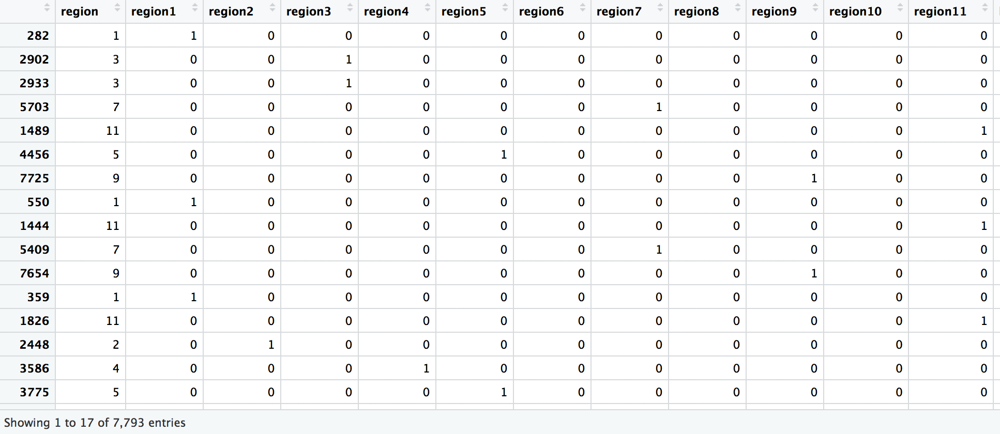 region region1 region2 region3 region4 region5 region6 region7 region8 region9 region10 region11
282 1 1 0 0 0 0 0 0 0 0 0 0
2902 3 0 0 1 0 0 0 0 0 0 0 0
2933 3 0 0 1 0 0 0 0 0 0 0 0
5703 7 0 0 0 0 0 0 1 0 0 0 0
1489 11 0 0 0 0 0 0 0 0 0 0 1
4456 5 0 0 0 0 1 0 0 0 0 0 0
7725 9 0 0 0 0 0 0 0 0 1 0 0
550 1 1 0 0 0 0 0 0 0 0 0 0
1444 11 0 0 0 0 0 0 0 0 0 0 1
5409 7 0 0 0 0 0 0 1 0 0 0 0
7654 9 0 0 0 0 0 0 0 0 1 0 0
359 1 1 0 0 0 0 0 0 0 0 0 0
1826 11 0 0 0 0 0 0 0 0 0 0 1
2448 2 0 1 0 0 0 0 0 0 0 0 0
3586 4 0 0 0 1 0 0 0 0 0 0 0
3775 5 0 0 0 0 1 0 0 0 0 0 0
Showing 1 to 17 of 7,793 entries